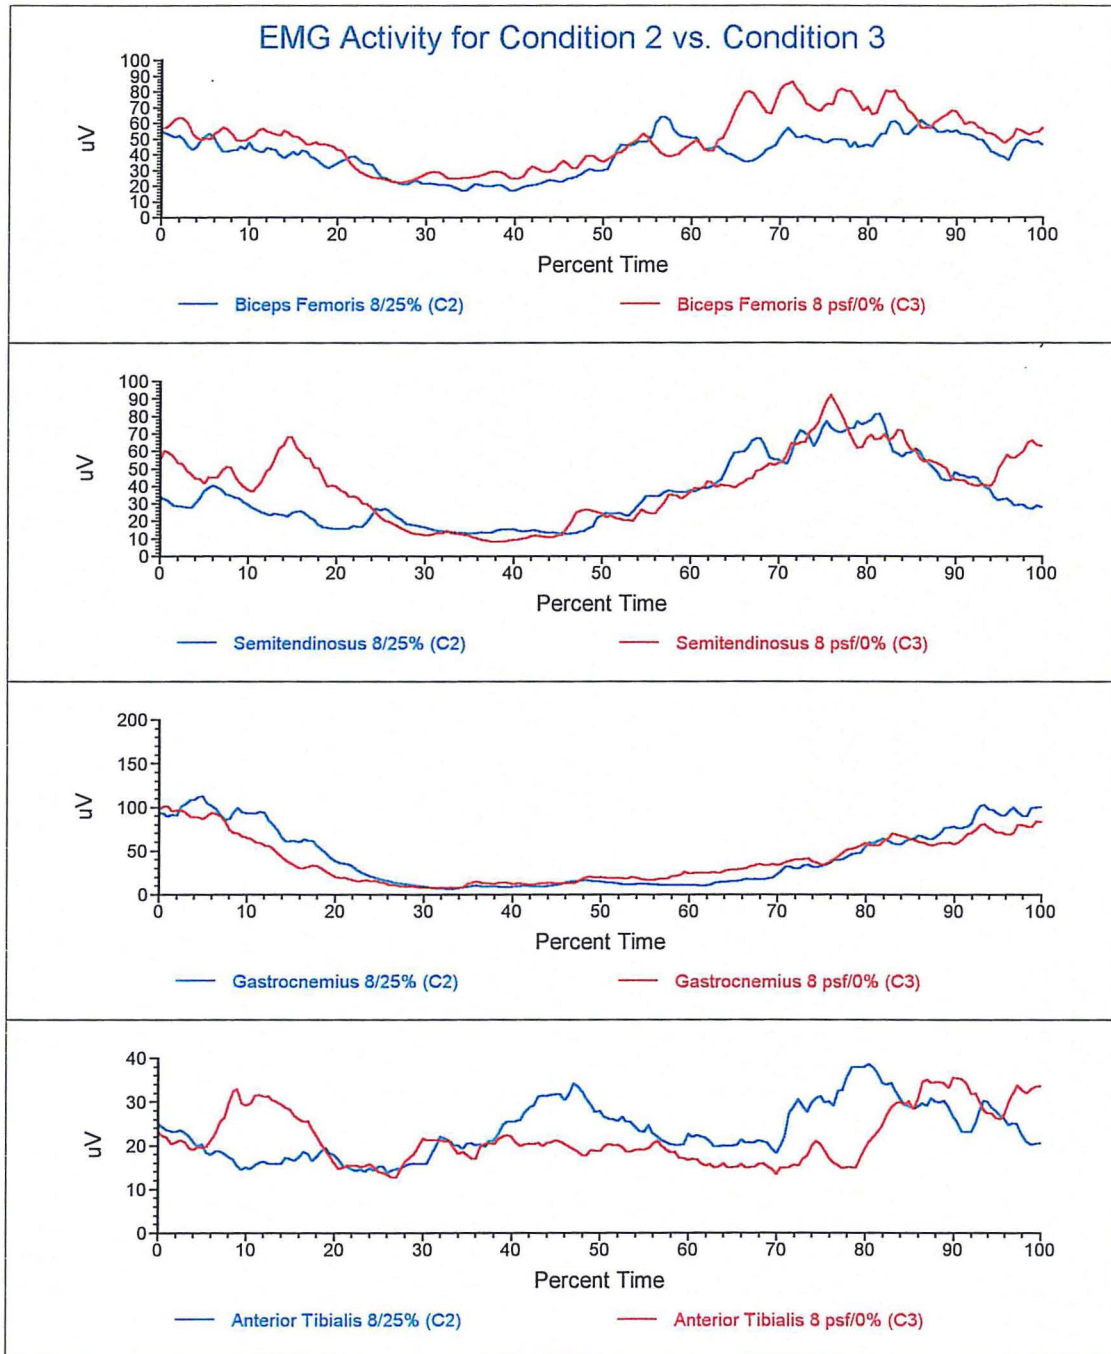 EMG Activity for Condition 2 vs. Condition 3
100
90
80
70
60
50
40
30
20
10
0
uV
0 10 20 30 40 50 60 70 80 90 100
Percent Time
Biceps Femoris 8/25% (C2) Biceps Femoris 8 psf/0% (C3)
100
90
80
70
60
50
40
30
20
10
0
uV
0 10 20 30 40 50 60 70 80 90 100
Percent Time
Semitendinosus 8/25% (C2) Semitendinosus 8 psf/0% (C3)
200
150
100
50
0
uV
0 10 20 30 40 50 60 70 80 90 100
Percent Time
Gastrocnemius 8/25% (C2) Gastrocnemius 8 psf/0% (C3)
40
30
20
10
0
uV
0 10 20 30 40 50 60 70 80 90 100
Percent Time
Anterior Tibialis 8/25% (C2) Anterior Tibialis 8 psf/0% (C3)